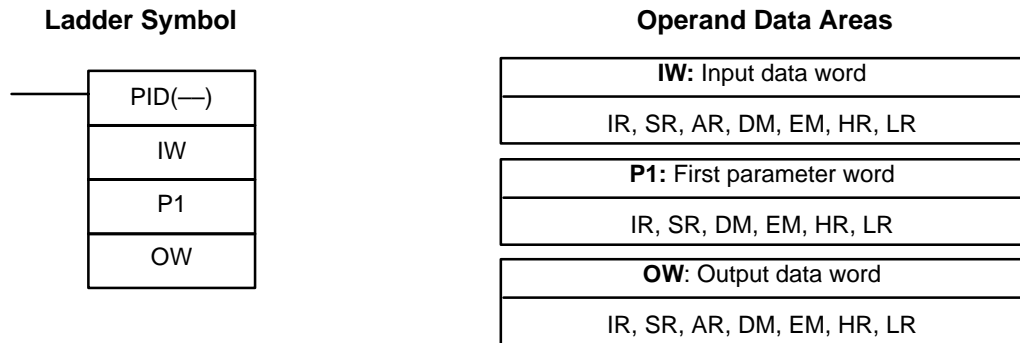 Ladder Symbol
PID(––)
IW
P1
OW
Operand Data Areas
IW: Input data word
IR, SR, AR, DM, EM, HR, LR
P1: First parameter word
IR, SR, DM, EM, HR, LR
OW: Output data word
IR, SR, AR, DM, EM, HR, LR